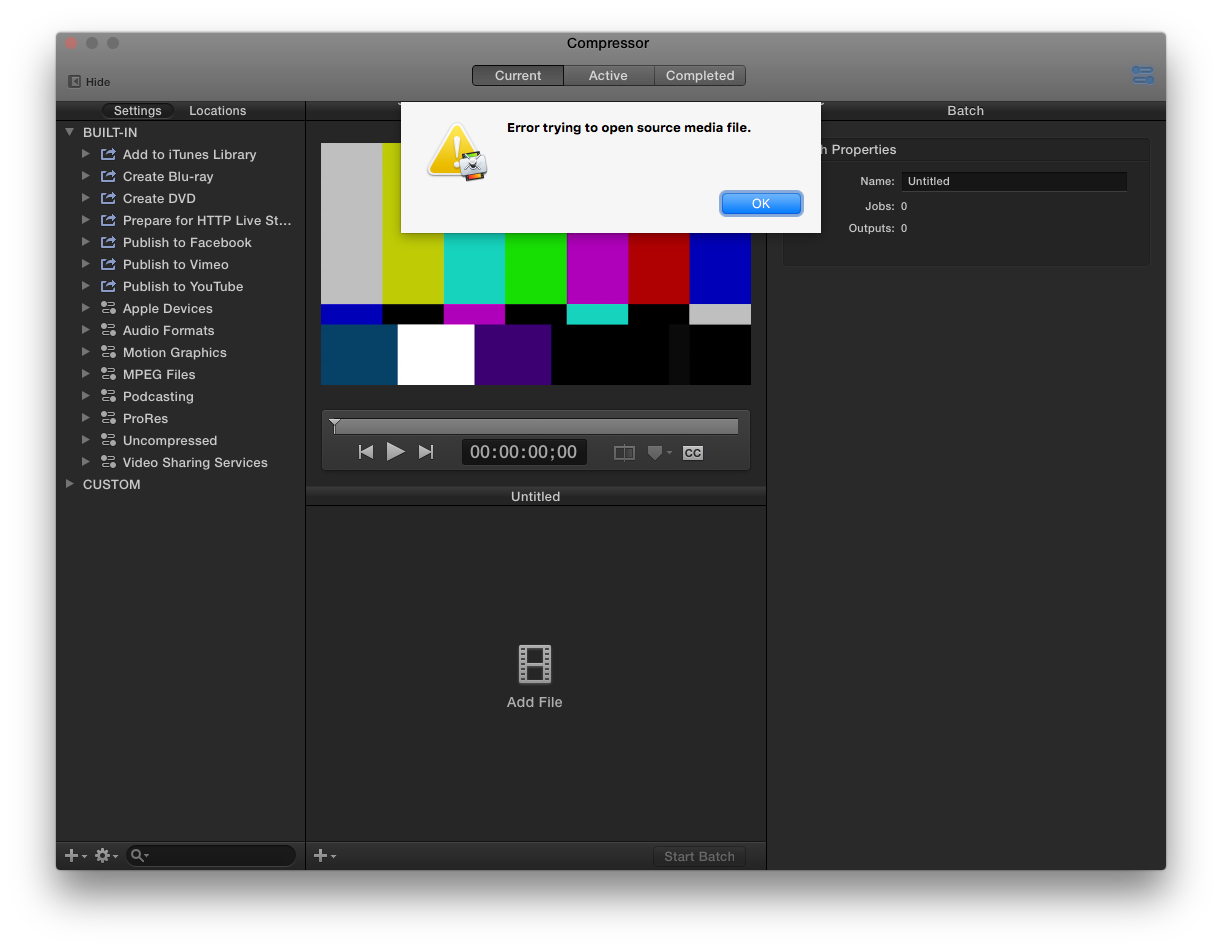 Compressor
Hide
Current Active Completed
Settings Locations
Batch
BUILT-IN
Add to iTunes Library
Create Blu-ray
Create DVD
Prepare for HTTP Live St...
Publish to Facebook
Publish to Vimeo
Publish to YouTube
Apple Devices
Audio Formats
Motion Graphics
MPEG Files
Podcasting
ProRes
Uncompressed
Video Sharing Services
CUSTOM
Error trying to open source media file.
OK
00:00:00;00
CC
Untitled
Add File
Start Batch
h Properties
Name: Untitled
Jobs: 0
Outputs: 0